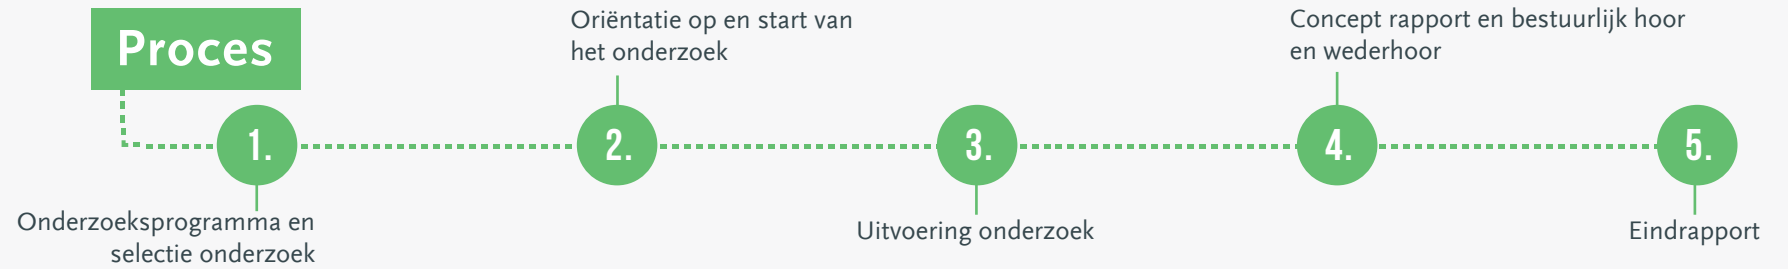 Proces
1.
Onderzoeksprogramma en
selectie onderzoek
2.
Oriëntatie op en start van
het onderzoek
3.
Uitvoering onderzoek
4.
Concept rapport en bestuurlijk hoor
en wederhoor
5.
Eindrapport